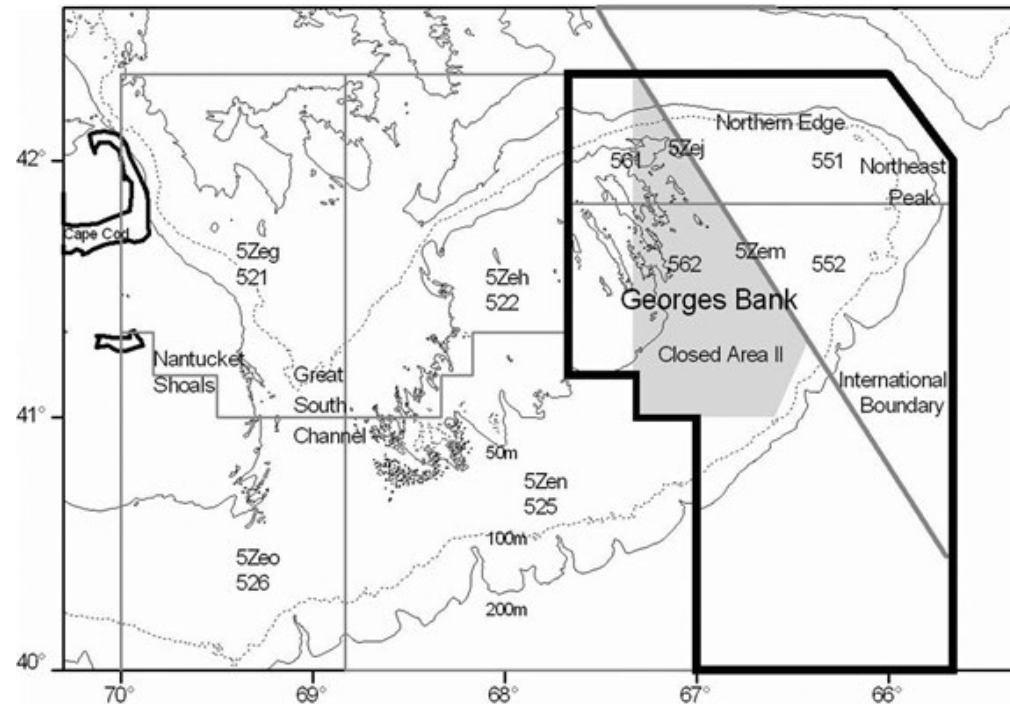 Northern Edge
42°
561
5Zej
551
Northeast
Peak
Cape Cod
5Zeg
521
5Zeh
522
562
5Zem
552
Georges Bank
Nantucket
Shoals
Great
South
Channel
Closed Area II
International
Boundary
41°
50m
5Zen
525
100m
5Zeo
526
200m
40°
70°
69°
68°
67°
66°